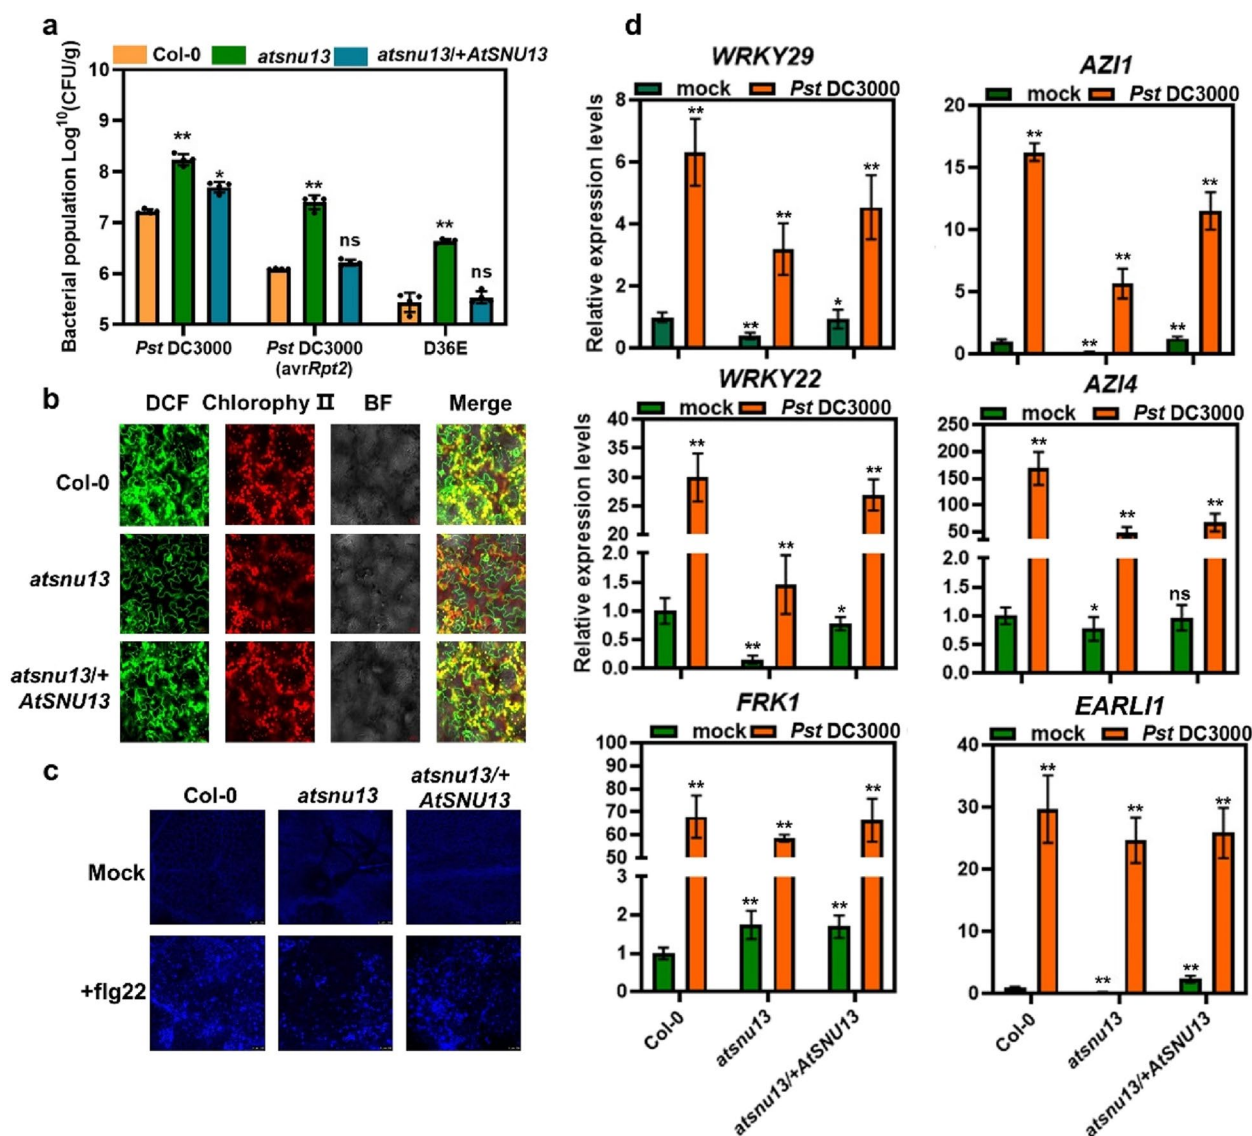 a
Col-0 atsnu13 atsnu13/+AtSNU13
Bacterial population Log10(CFU/g)
10
9
8
7
6
5
** * ** ns ** ns
Pst DC3000
Pst DC3000
(avrRpt2)
D36E
b
DCF Chlorophy II BF Merge
Col-0
atsnu13
atsnu13/+
AtSNU13
c
Col-0 atsnu13 atsnu13/+
AtSNU13
Mock
+flg22
d
WRKY29
mock Pst DC3000
Relative expression levels
8
6
4
2
0
** ** ** * **
AZI1
mock Pst DC3000
20
15
10
5
0
** ** ** ** **
WRKY22
mock Pst DC3000
Relative expression levels
40
35
30
25
20
2.0
1.5
1.0
0.5
0.0
** ** ** * **
AZI4
mock Pst DC3000
250
200
150
100
50
2.0
1.5
1.0
0.5
0.0
** * ** ns **
FRK1
mock Pst DC3000
100
90
80
70
60
50
3
2
1
0
** ** ** ** **
Col-0
atsnu13
atsnu13/+AtSNU13
EARLI1
mock Pst DC3000
40
30
20
10
0
** ** ** ** **
Col-0
atsnu13
atsnu13/+AtSNU13